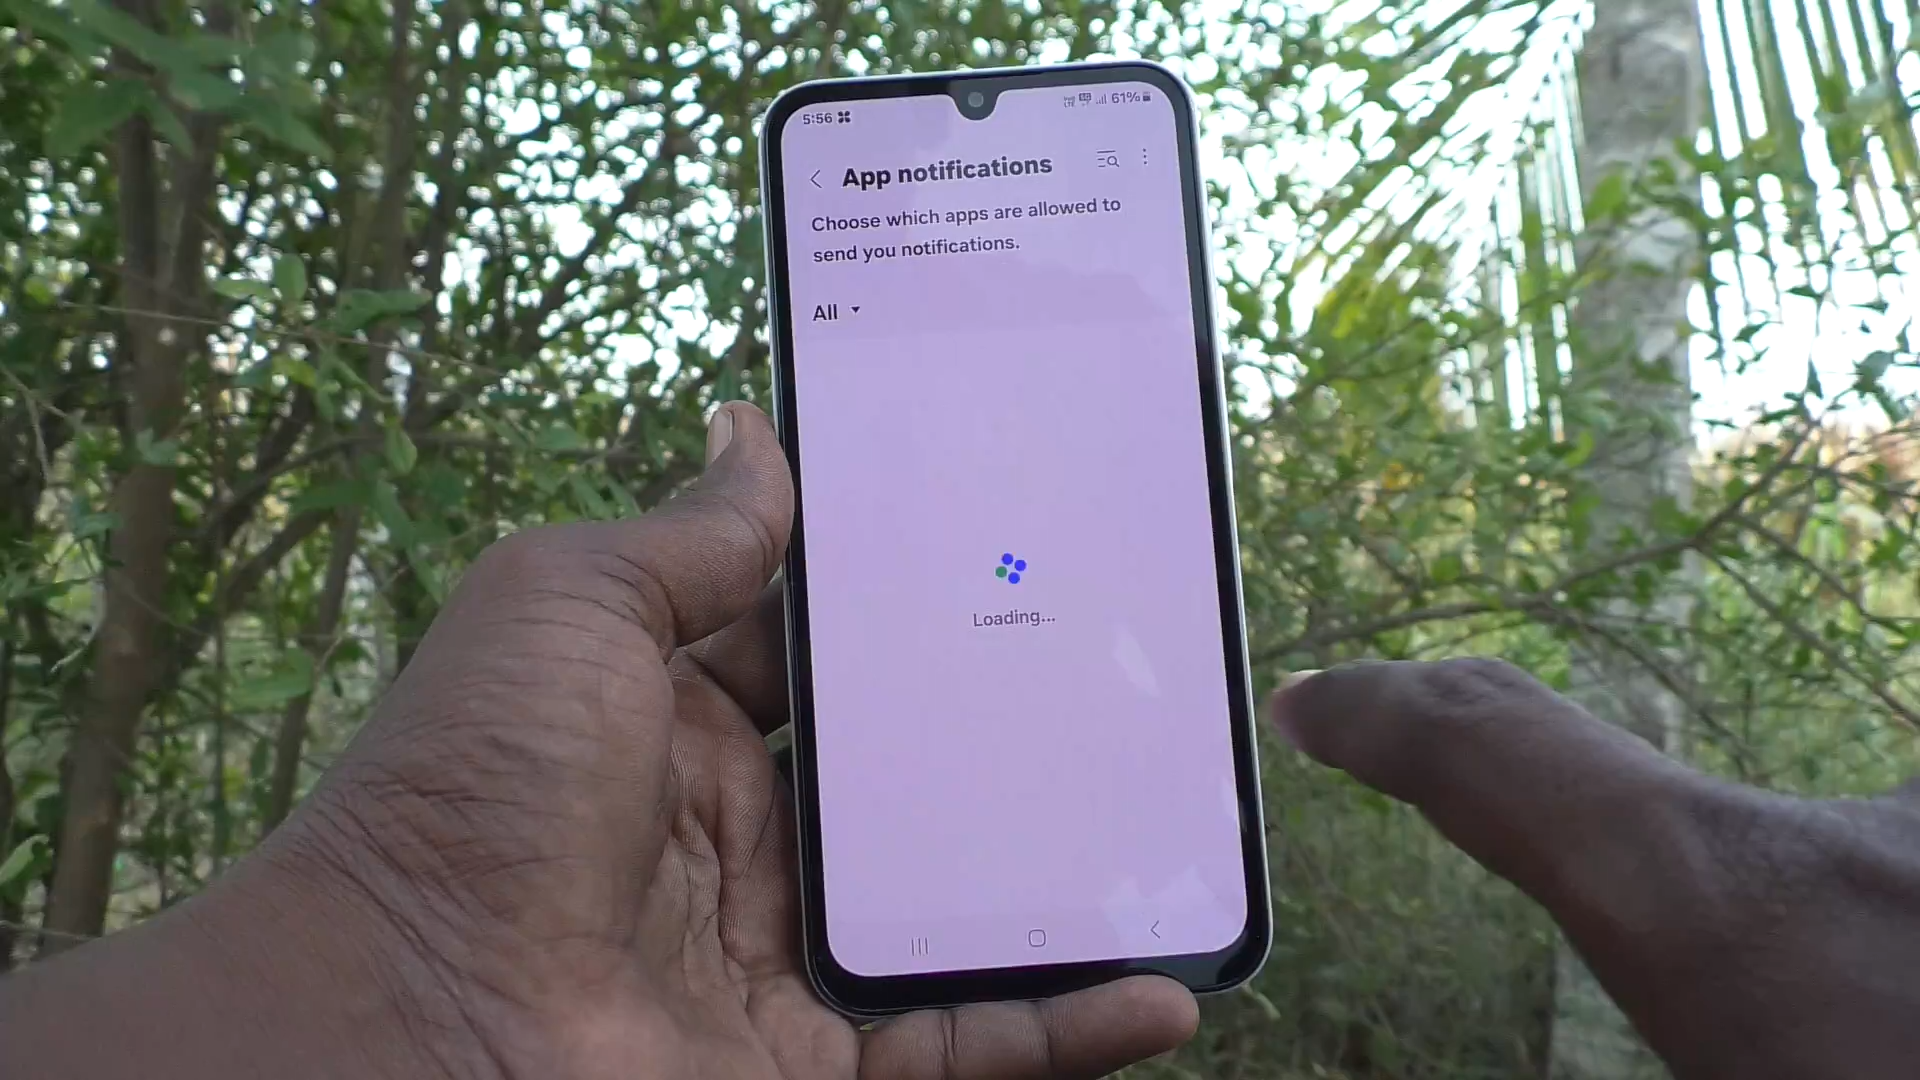 5:56
61%
App notifications
Choose which apps are allowed to
send you notifications.
All
Loading...